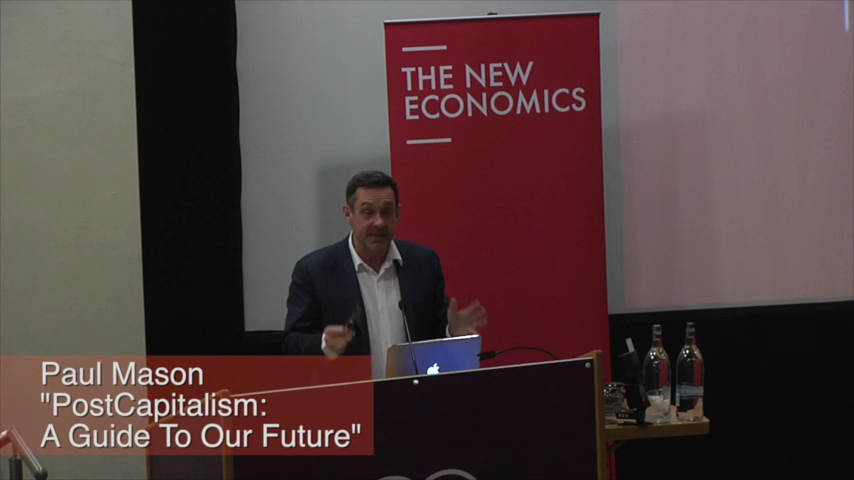 THE NEW
ECONOMICS
Paul Mason
"PostCapitalism:
A Guide To Our Future"